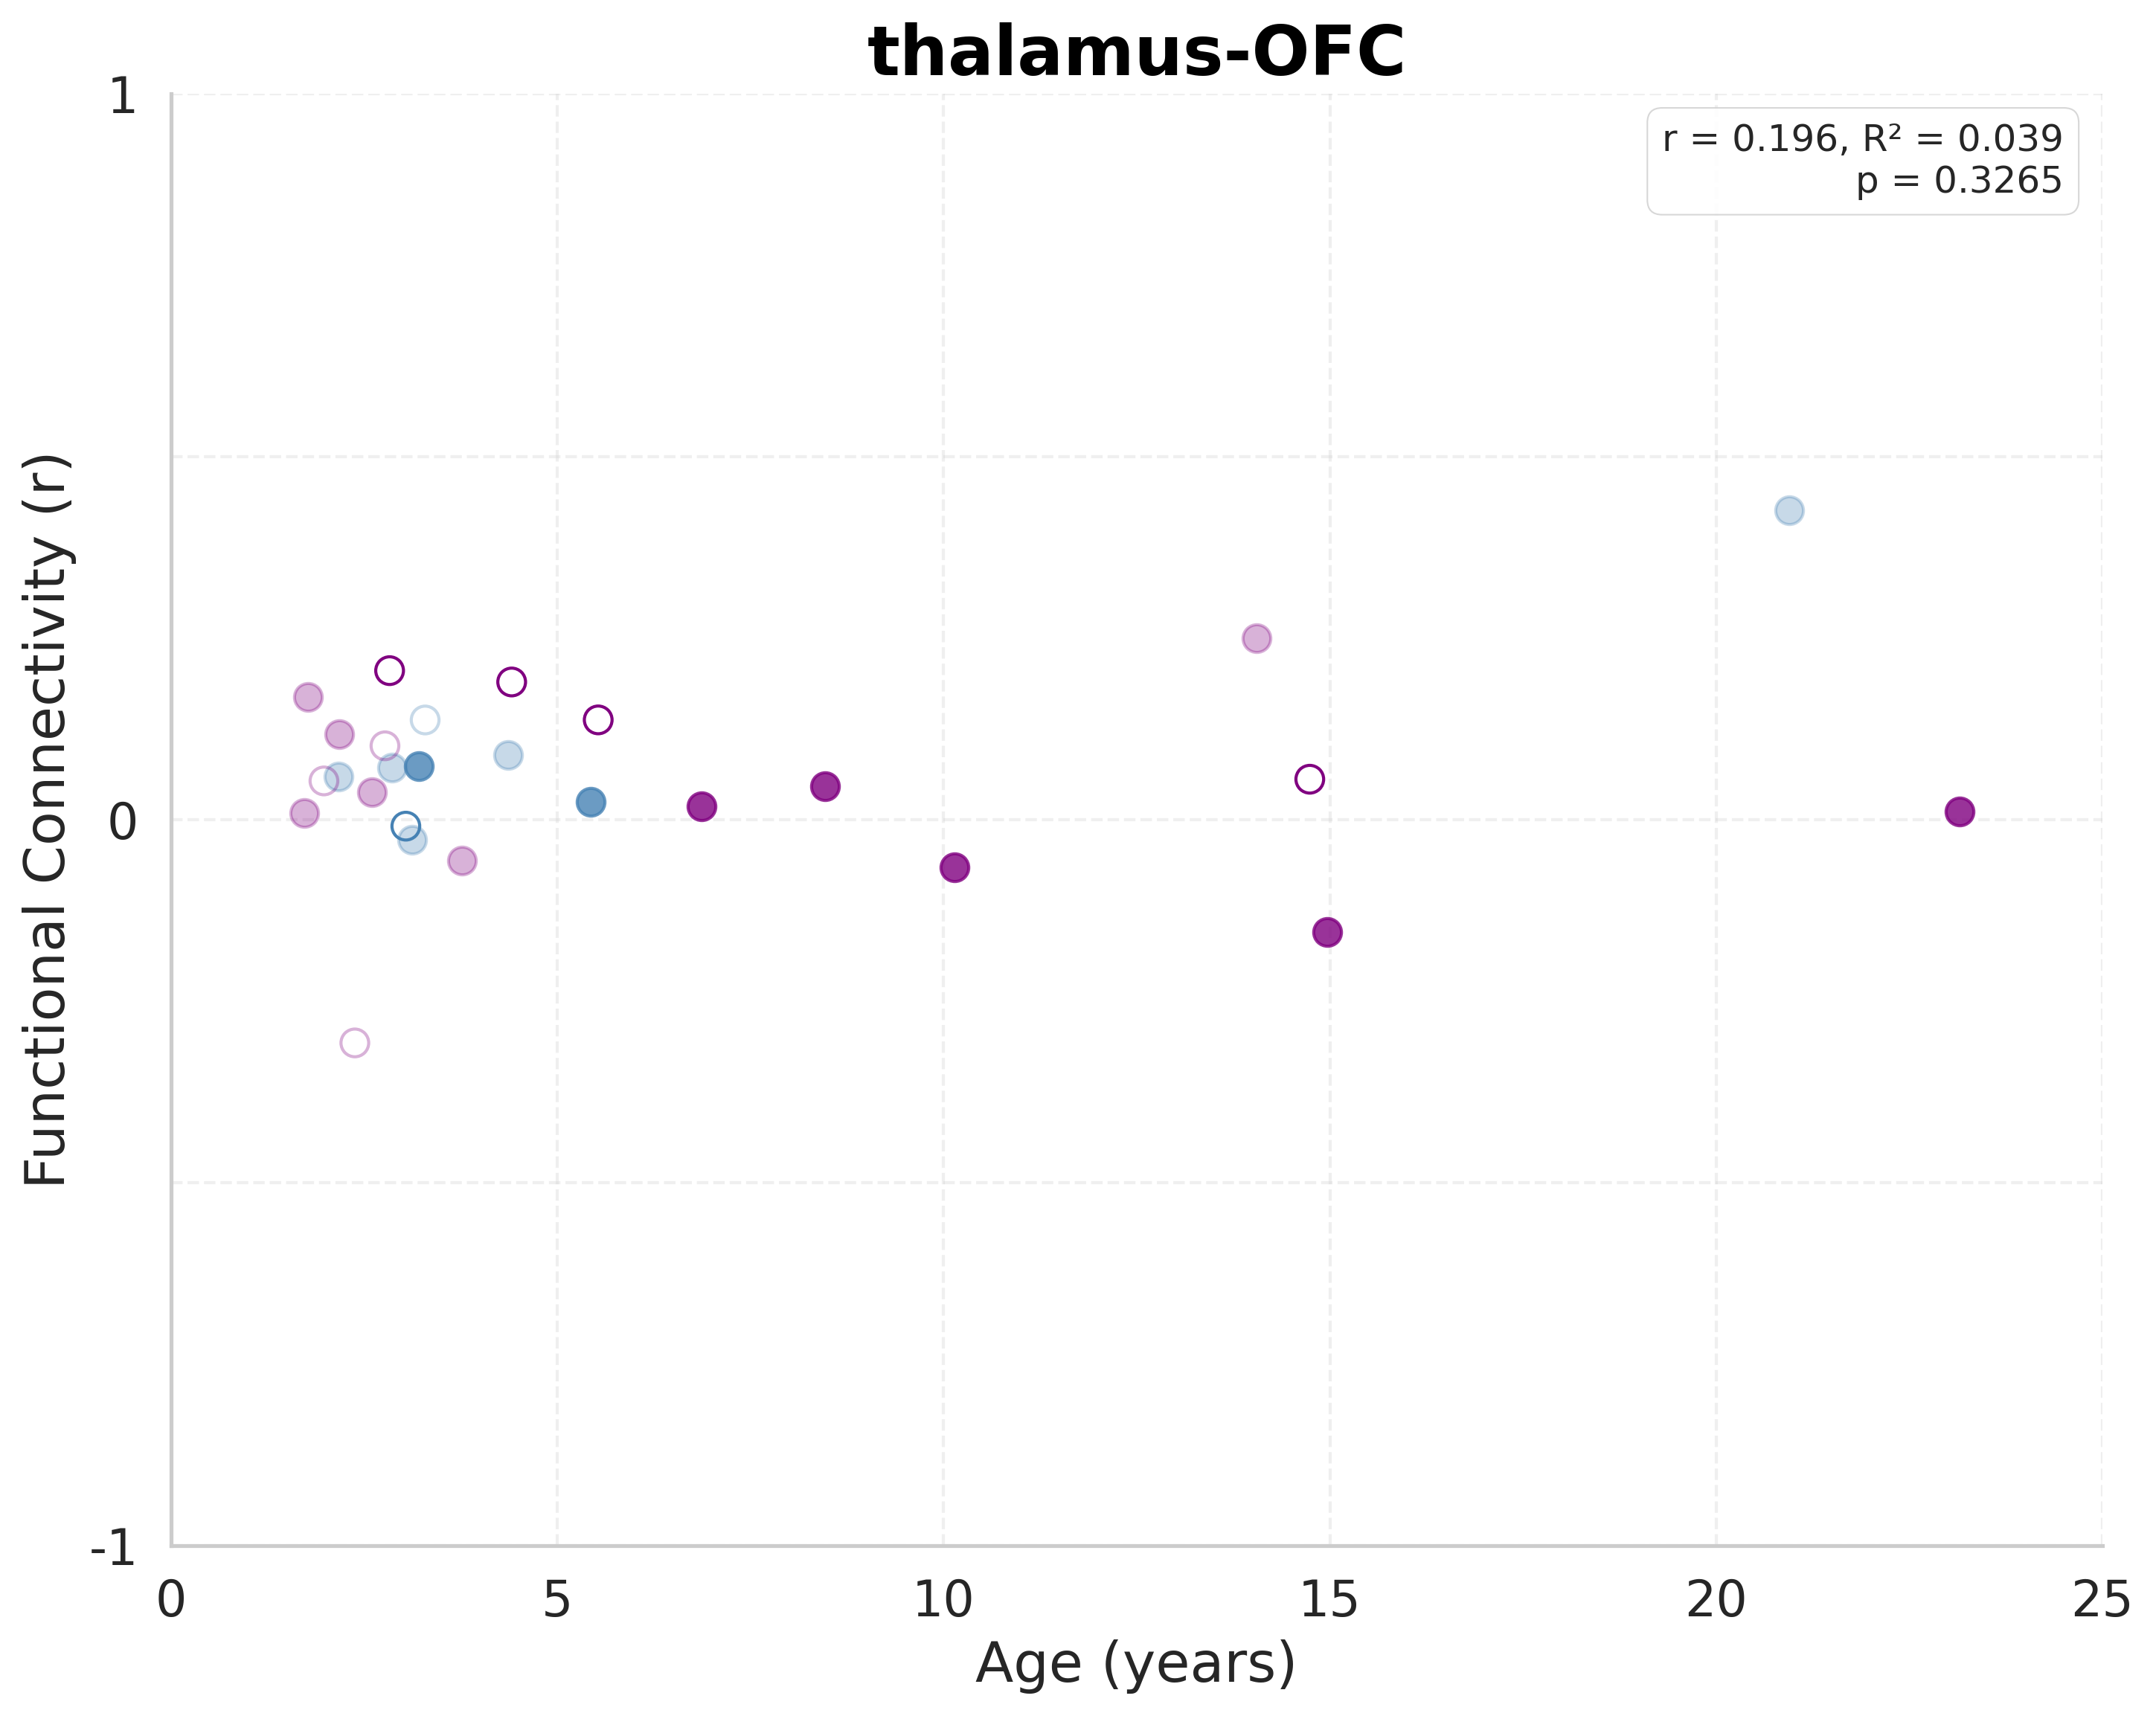 thalamus-OFC
1
r = 0.196, R² = 0.039
p = 0.3265
Functional Connectivity (r)
0
-1
0 5 10 15 20 25
Age (years)